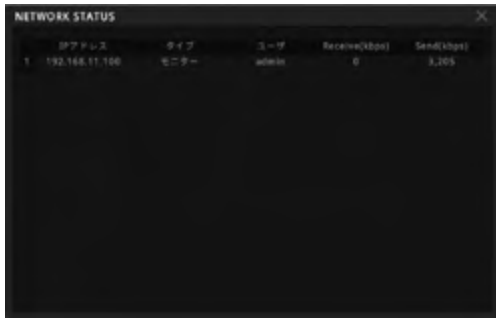 NETWORK STATUS
IPアドレス タイプ ユーザ Receive(kbps) Send(kbps)
1 192.168.11.100 モニター admin 0 3,205